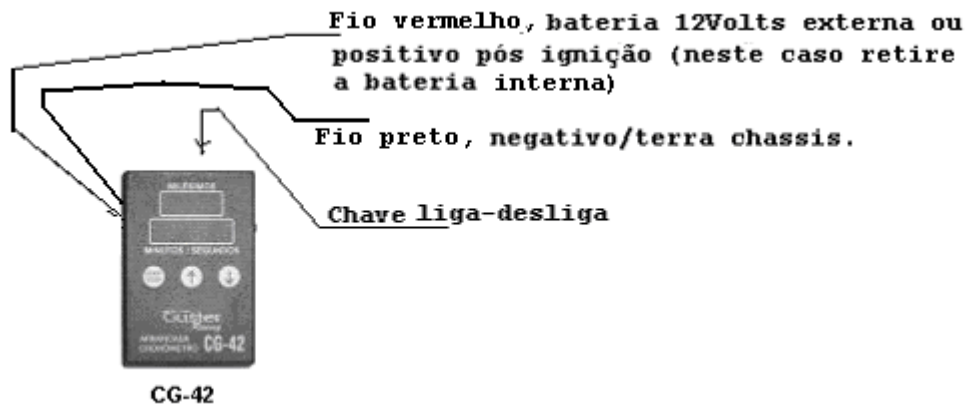 Fio vermelho, bateria 12Volts externa ou
positivo pós ignição (neste caso retire
a bateria interna)
Fio preto, negativo/terra chassis.
Chave liga-desliga
MILÉSIMOS
MINUTOS / SEGUNDOS
CG-42
CG-42